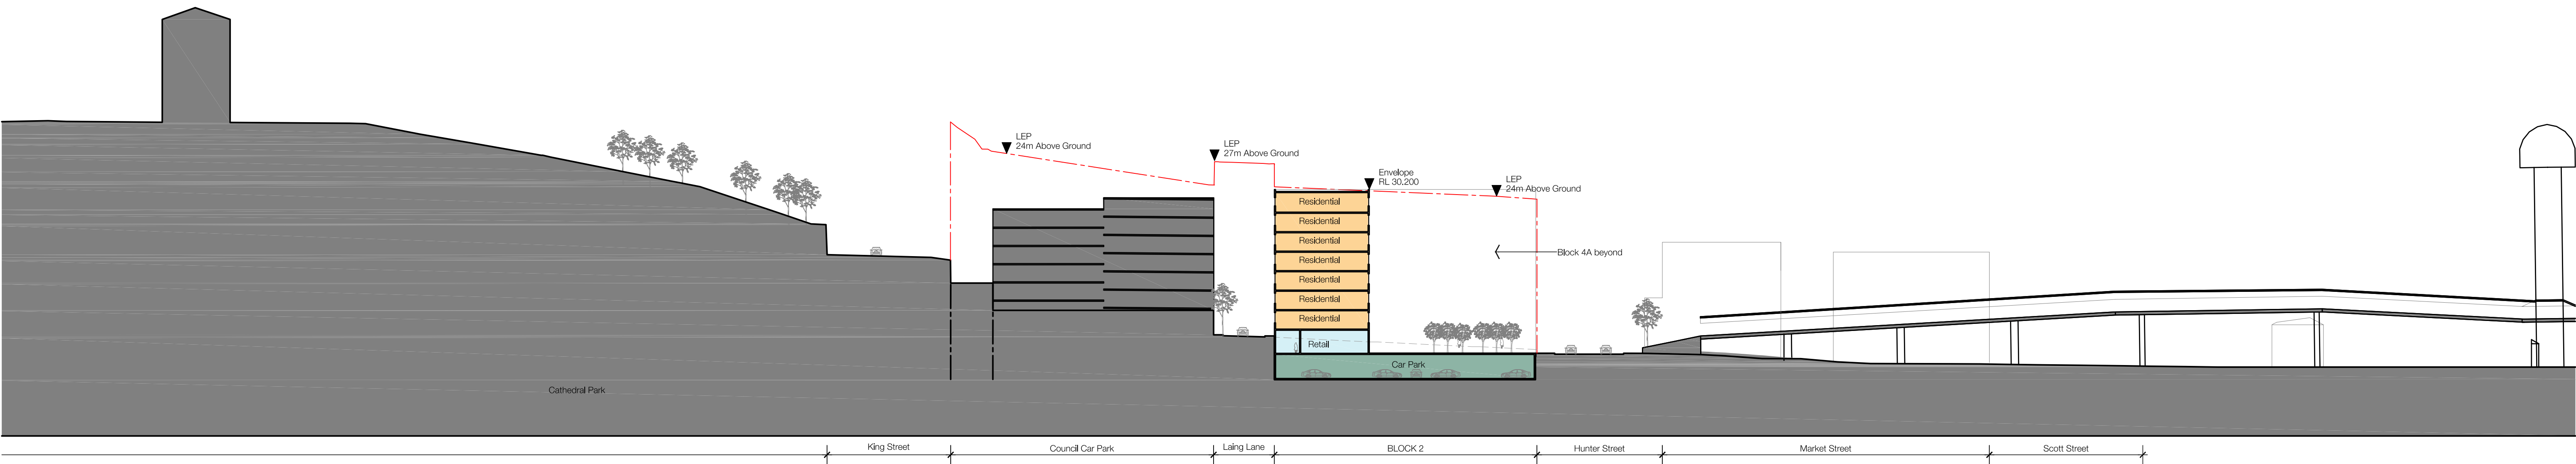 LEP
24m Above Ground
LEP
27m Above Ground
Envelope
RL 30,200
LEP
24m Above Ground
Residential
Residential
Residential
Residential
Residential
Residential
Residential
Block 4A beyond
Retail
Car Park
Cathedral Park
King Street
Council Car Park
Laing Lane
BLOCK 2
Hunter Street
Market Street
Scott Street